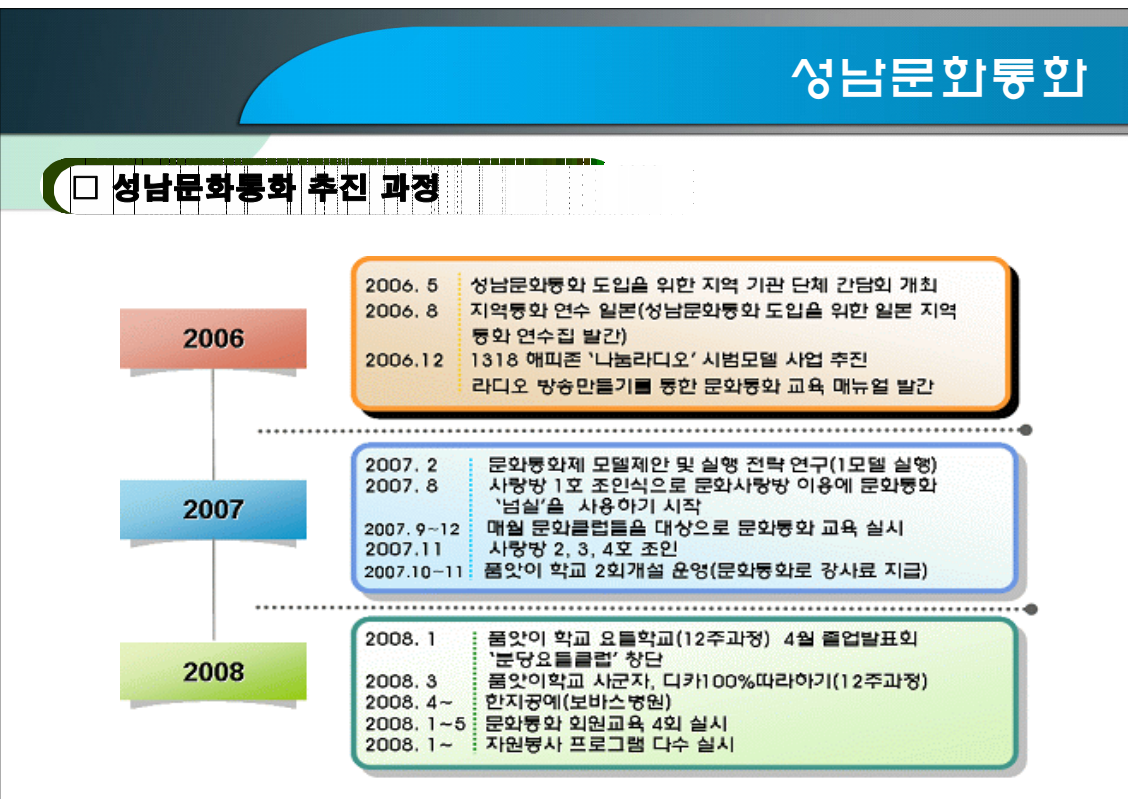 성남문화통화
□ 성남문화통화 추진 과정
2006
2006. 5 성남문화통화 도입을 위한 지역 기관 단체 간담회 개최
2006. 8 지역통화 연수 일본(성남문화통화 도입을 위한 일본 지역
통화 연수집 발간)
2006.12 1318 해피존 ‘나눔라디오’ 시범모델 사업 추진
라디오 방송만들기를 통한 문화통화 교육 매뉴얼 발간
2007
2007. 2 문화통화제 모델제안 및 실행 전략 연구(1모델 실행)
2007. 8 사랑방 1호 조인식으로 문화사랑방 이용에 문화통화
‘넘실’을 사용하기 시작
2007. 9~12 매월 문화클럽들을 대상으로 문화통화 교육 실시
2007.11 사랑방 2, 3, 4호 조인
2007.10~11 품앗이 학교 2회개설 운영(문화통화로 강사료 지급)
2008
2008. 1 품앗이 학교 요들학교(12주과정) 4월 졸업발표회
‘분당요들클럽’ 창단
2008. 3 품앗이학교 사군자, 디카100%따라하기(12주과정)
2008. 4~ 한지공예(보바스병원)
2008. 1~5 문화통화 회원교육 4회 실시
2008. 1~ 자원봉사 프로그램 다수 실시